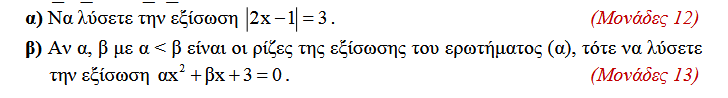 α) Να λύσετε την εξίσωση |2x−1| = 3. (Μονάδες 12)
β) Αν α, β με α < β είναι οι ρίζες της εξίσωσης του ερωτήματος (α), τότε να λύσετε
την εξίσωση αx² + βx + 3 = 0. (Μονάδες 13)